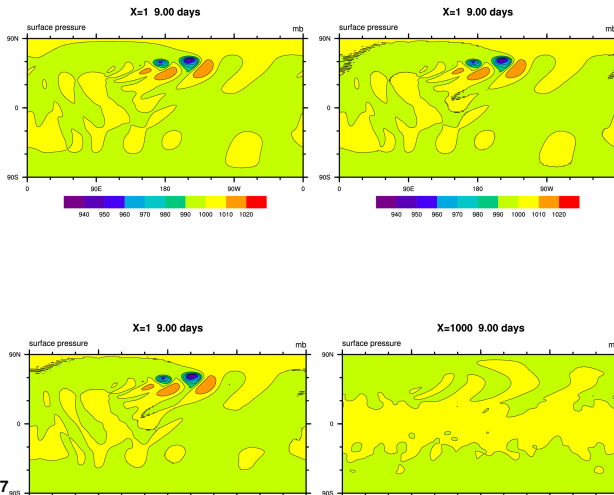 X=1 9.00 days
surface pressure mb
90N
0
90S
0 90E 180 90W 0
940 950 960 970 980 990 1000 1010 1020
X=1 9.00 days
surface pressure mb
90N
0
90S
0 90E 180 90W
940 950 960 970 980 990 1000 1010 1020
X=1 9.00 days
surface pressure mb
90N
0
90S
7
X=1000 9.00 days
surface pressure
90N
0
90S